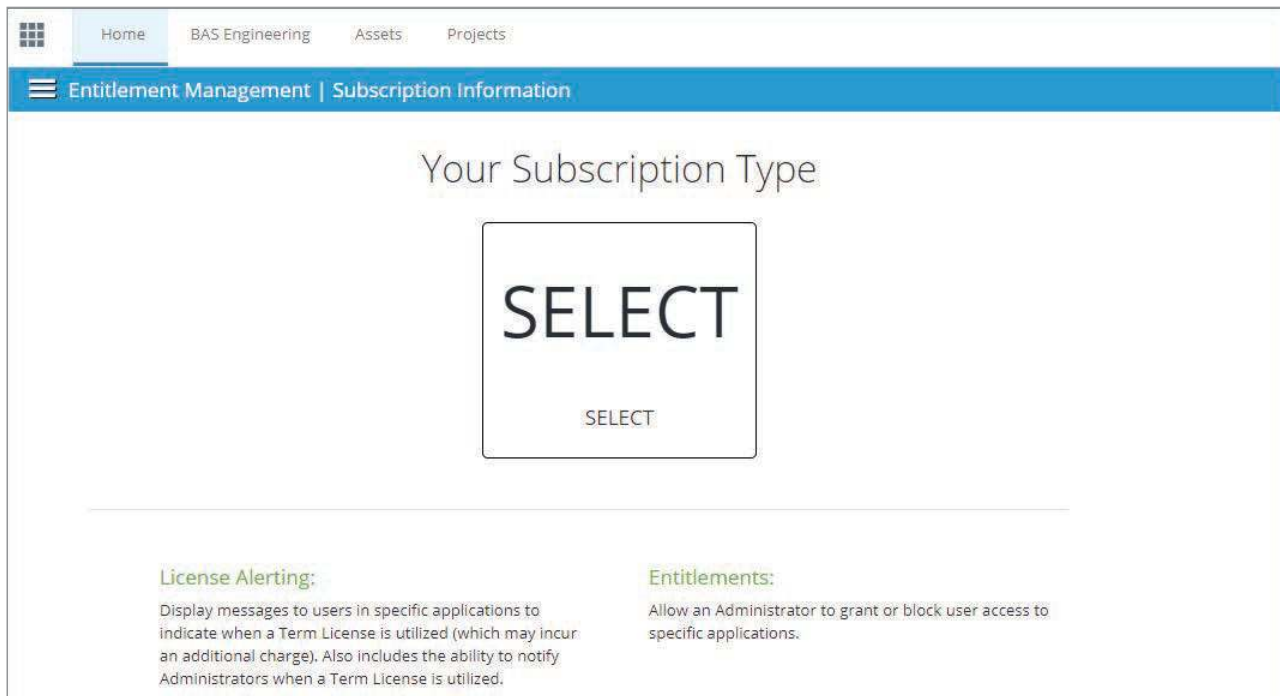 Home BAS Engineering Assets Projects
Entitlement Management | Subscription Information
Your Subscription Type
SELECT
SELECT
License Alerting:
Display messages to users in specific applications to
indicate when a Term License is utilized (which may incur
an additional charge). Also includes the ability to notify
Administrators when a Term License is utilized.
Entitlements:
Allow an Administrator to grant or block user access to
specific applications.